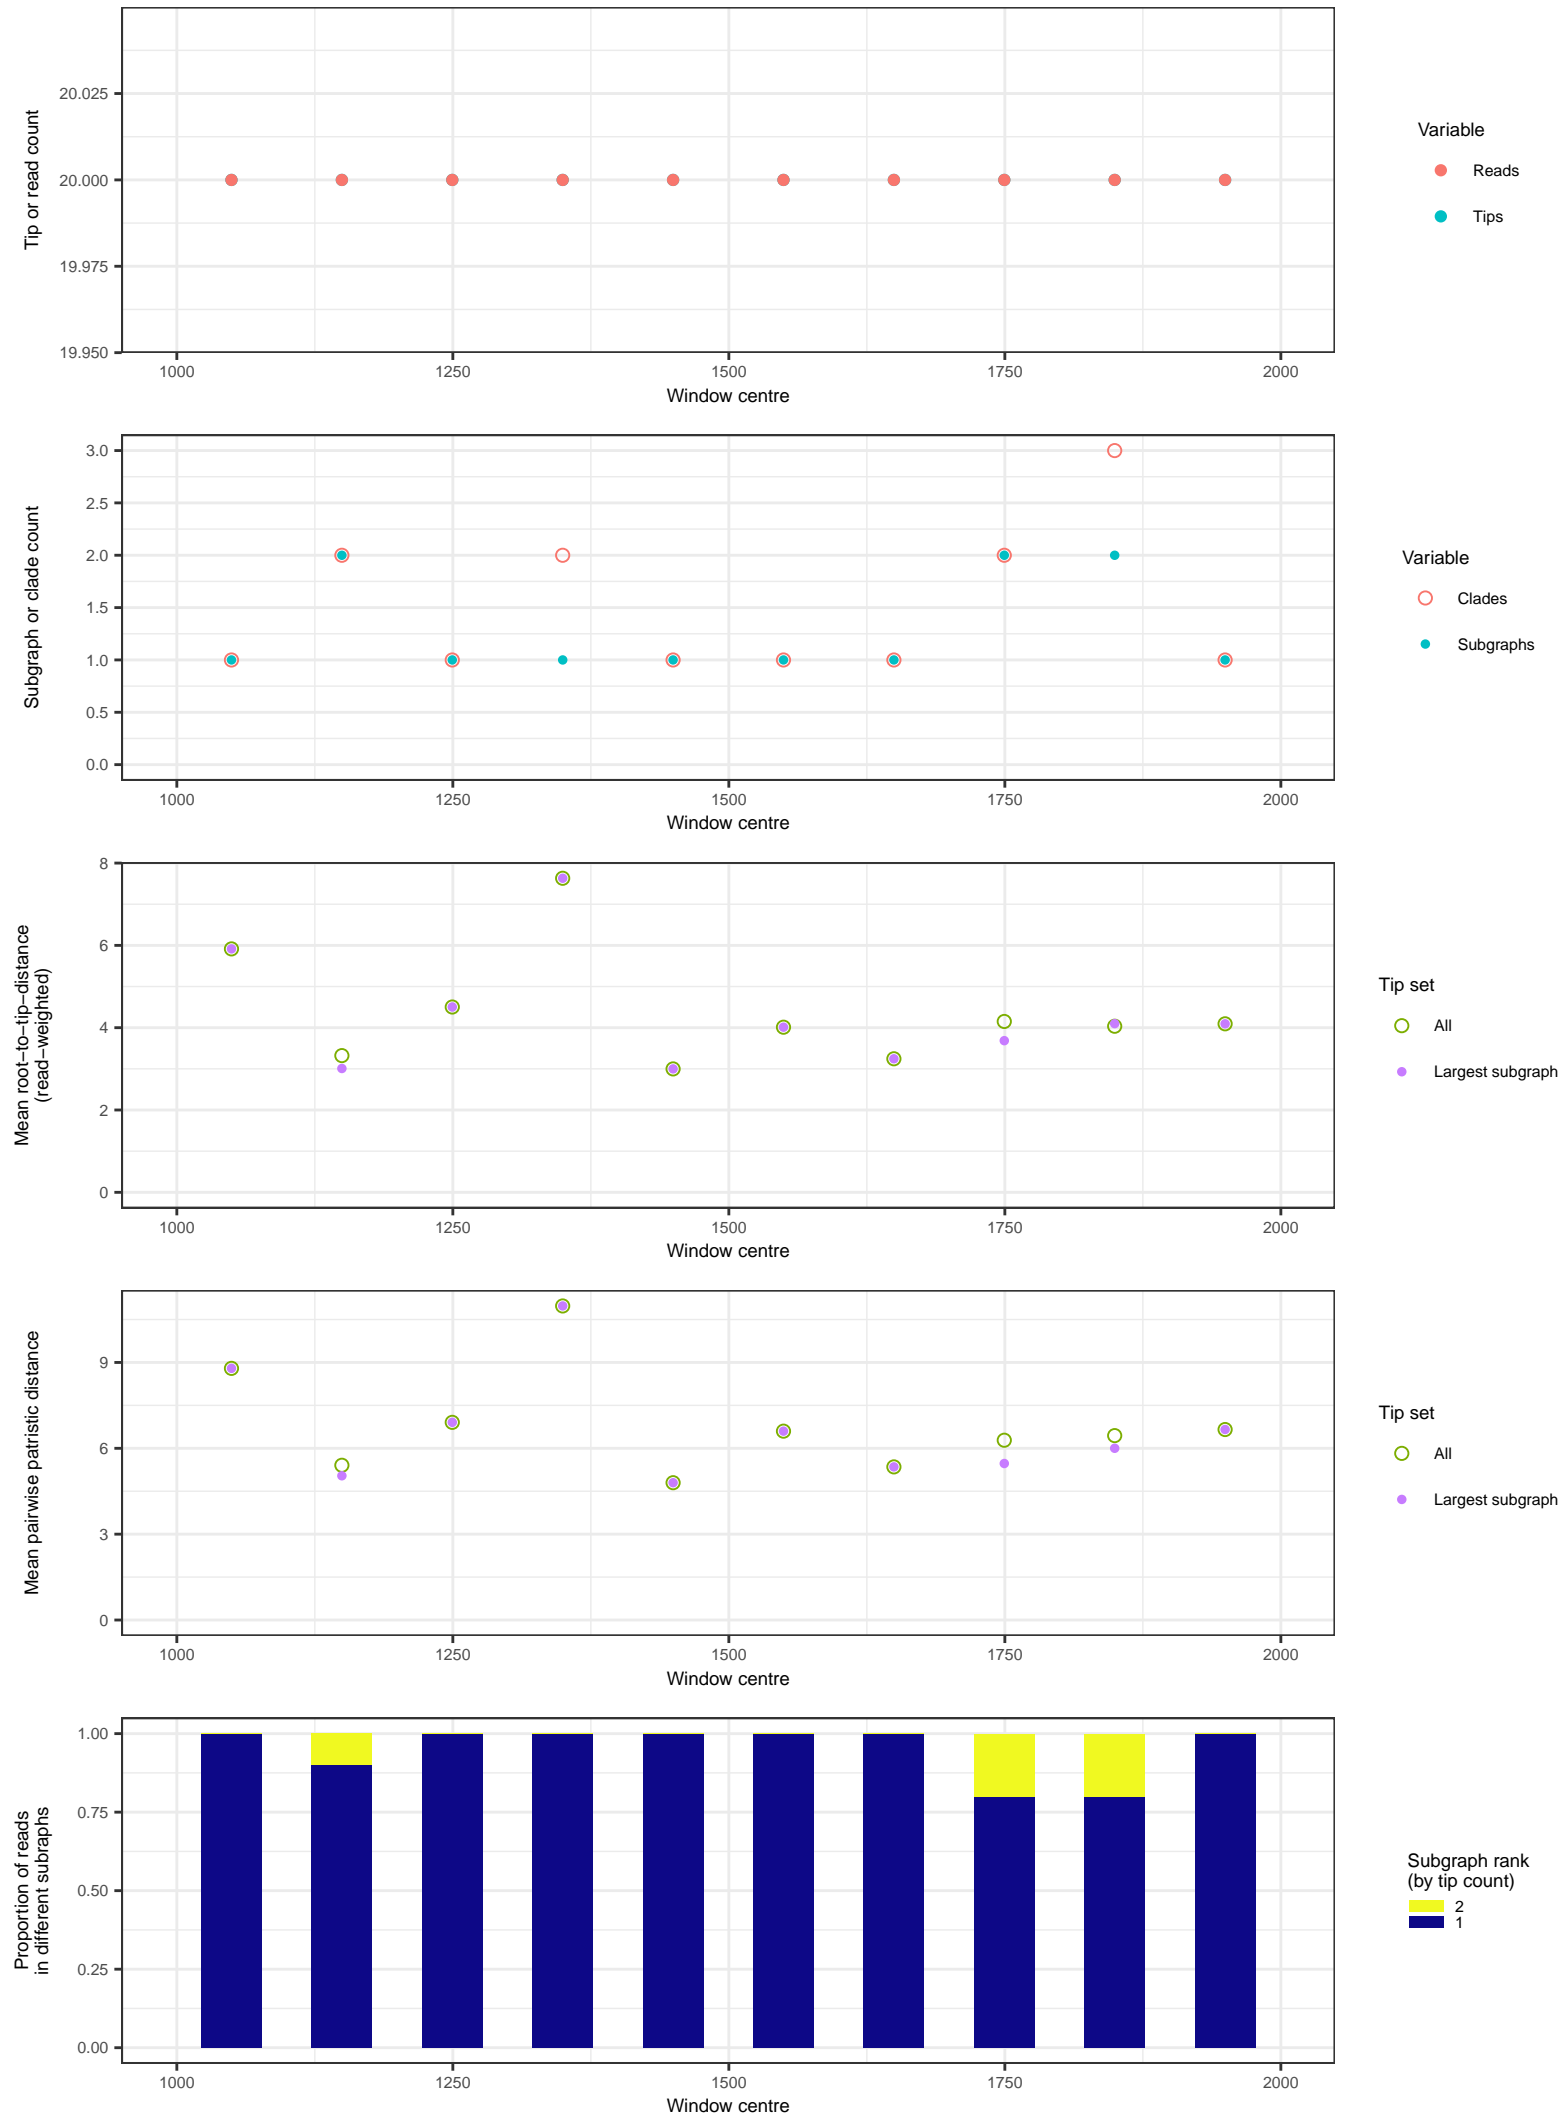 20.025
20.000
19.975
19.950
Tip or read count
1000 1250 1500 1750 2000
Window centre
Variable
Reads
Tips
3.0
2.5
2.0
1.5
1.0
0.5
0.0
Subgraph or clade count
1000 1250 1500 1750 2000
Window centre
Variable
Clades
Subgraphs
8
6
4
2
0
Mean root−to−tip−distance
(read−weighted)
1000 1250 1500 1750 2000
Window centre
Tip set
All
Largest subgraph
9
6
3
0
Mean pairwise patristic distance
1000 1250 1500 1750 2000
Window centre
Tip set
All
Largest subgraph
1.00
0.75
0.50
0.25
0.00
Proportion of reads
in different subraphs
1000 1250 1500 1750 2000
Window centre
Subgraph rank
(by tip count)
2
1